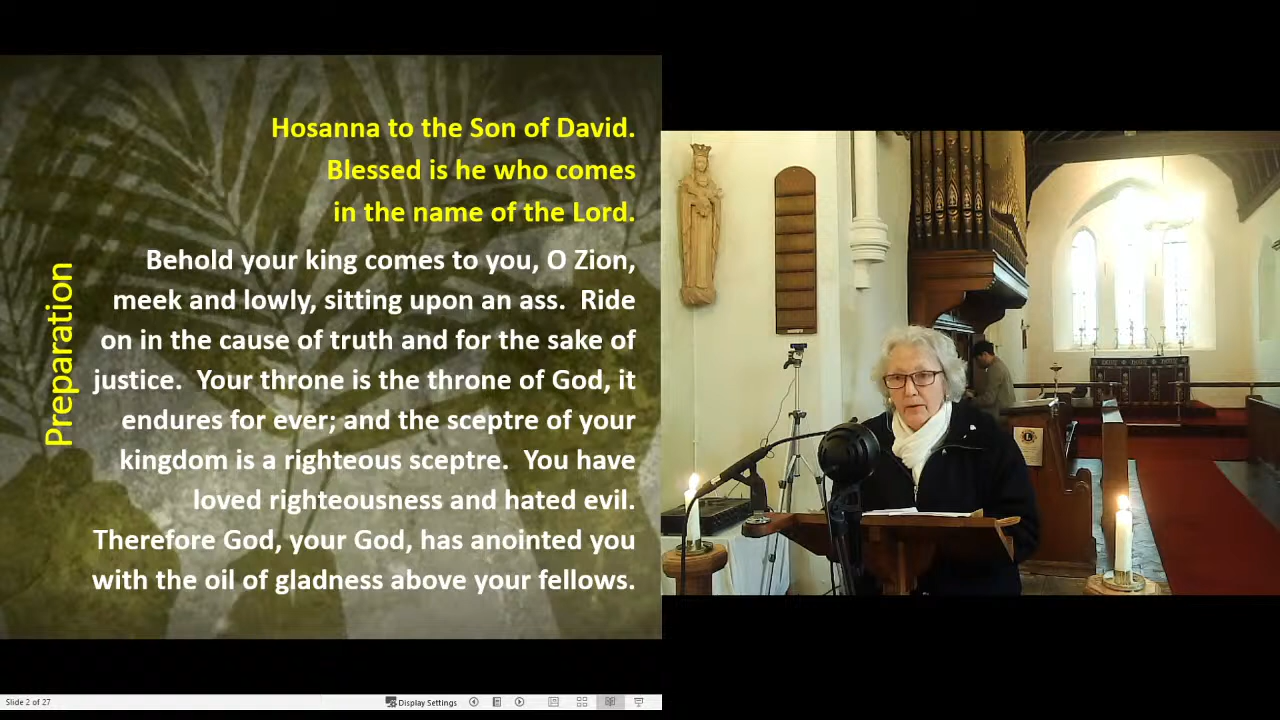 Hosanna to the Son of David.
Blessed is he who comes
in the name of the Lord.
Preparation
Behold your king comes to you, O Zion,
meek and lowly, sitting upon an ass.  Ride
on in the cause of truth and for the sake of
justice.  Your throne is the throne of God, it
endures for ever; and the sceptre of your
kingdom is a righteous sceptre.  You have
loved righteousness and hated evil.
Therefore God, your God, has anointed you
with the oil of gladness above your fellows.
Slide 2 of 27
Display Settings